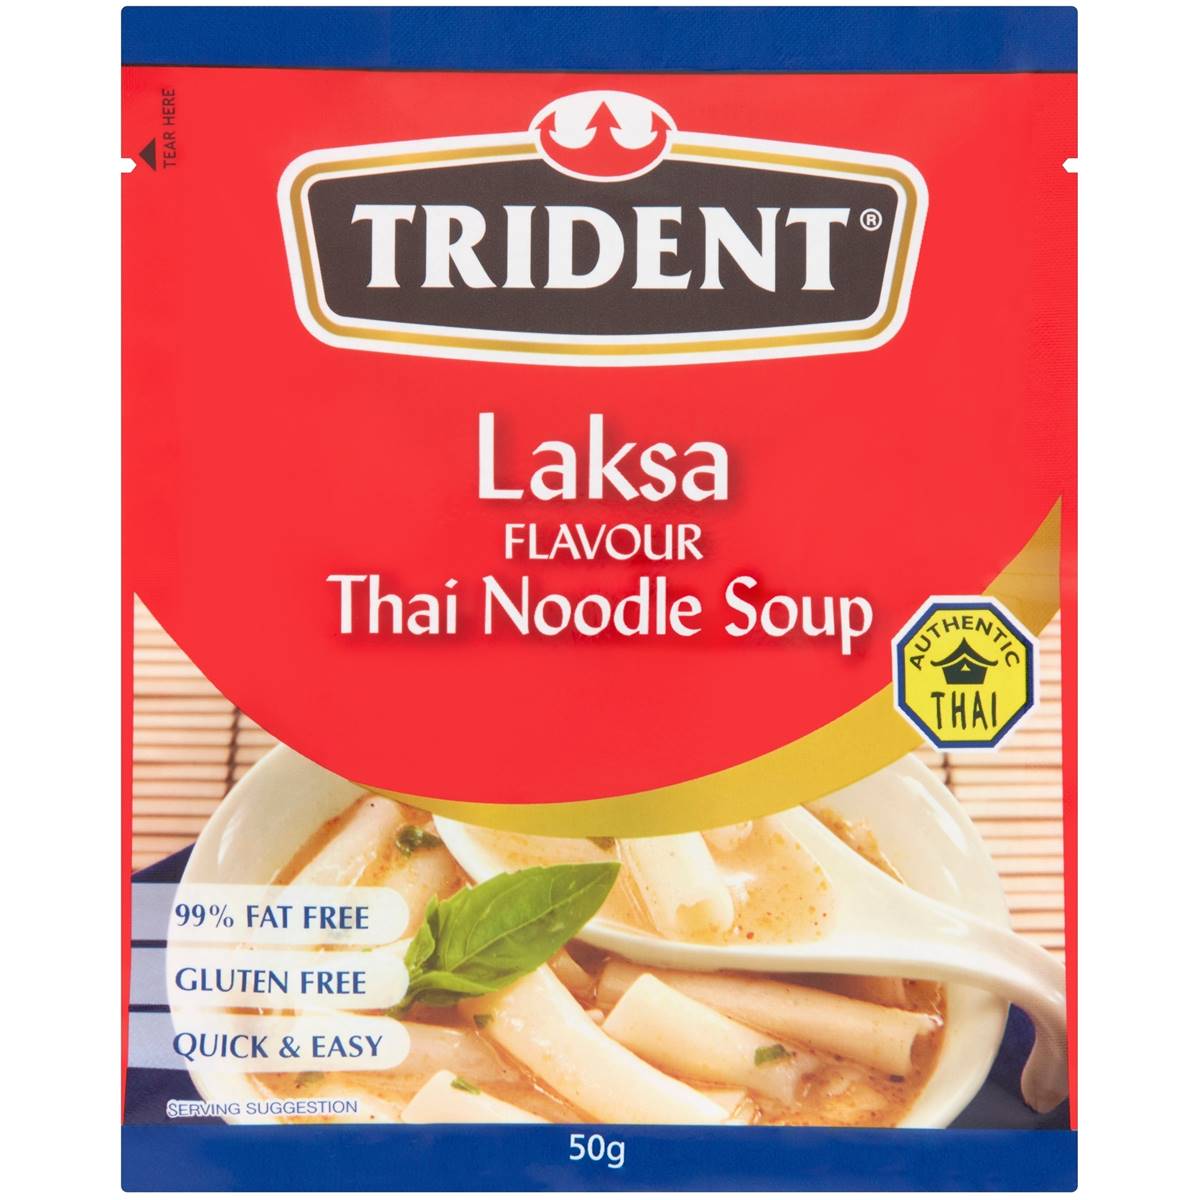 TEAR HERE
TRIDENT®
Laksa
FLAVOUR
Thai Noodle Soup
AUTHENTIC
THAI
99% FAT FREE
GLUTEN FREE
QUICK & EASY
SERVING SUGGESTION
50g